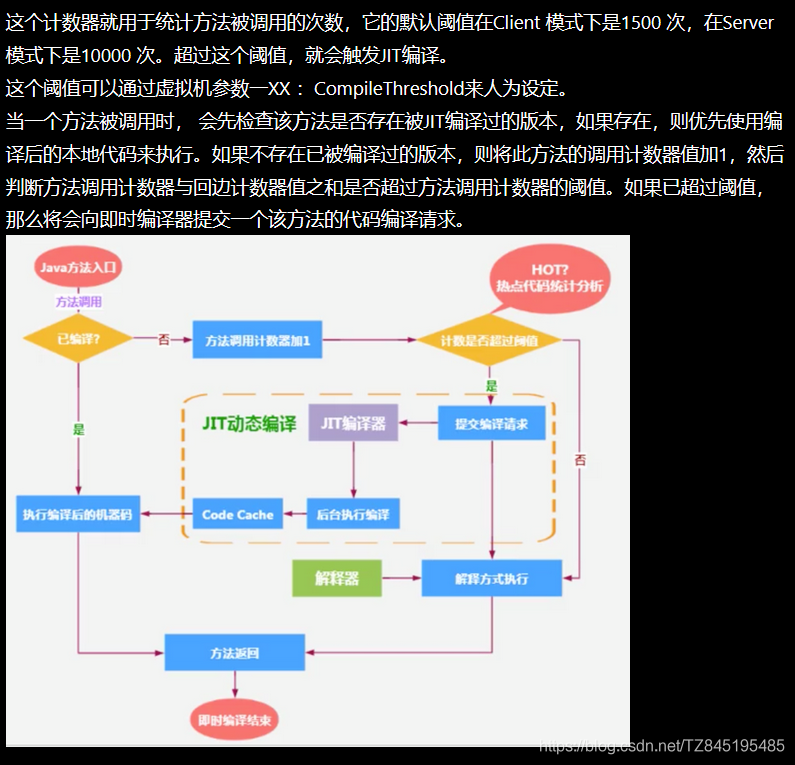 这个计数器就用于统计方法被调用的次数，它的默认阈值在Client 模式下是1500 次，在Server
模式下是10000 次。超过这个阈值，就会触发JIT编译。
这个阈值可以通过虚拟机参数一XX ：CompileThreshold来人为设定。
当一个方法被调用时， 会先检查该方法是否存在被JIT编译过的版本，如果存在，则优先使用编
译后的本地代码来执行。如果不存在已被编译过的版本，则将此方法的调用计数器值加1，然后
判断方法调用计数器与回边计数器值之和是否超过方法调用计数器的阈值。如果已超过阈值，
那么将会向即时编译器提交一个该方法的代码编译请求。
Java方法入口
HOT?
热点代码统计分析
方法调用
已编译?
否
方法调用计数器加1
计数是否超过阈值
是
JIT动态编译
JIT编译器
提交编译请求
是
否
执行编译后的机器码
Code Cache
后台执行编译
解释器
解释方式执行
方法返回
即时编译结束
https://blog.csdn.net/TZ845195485